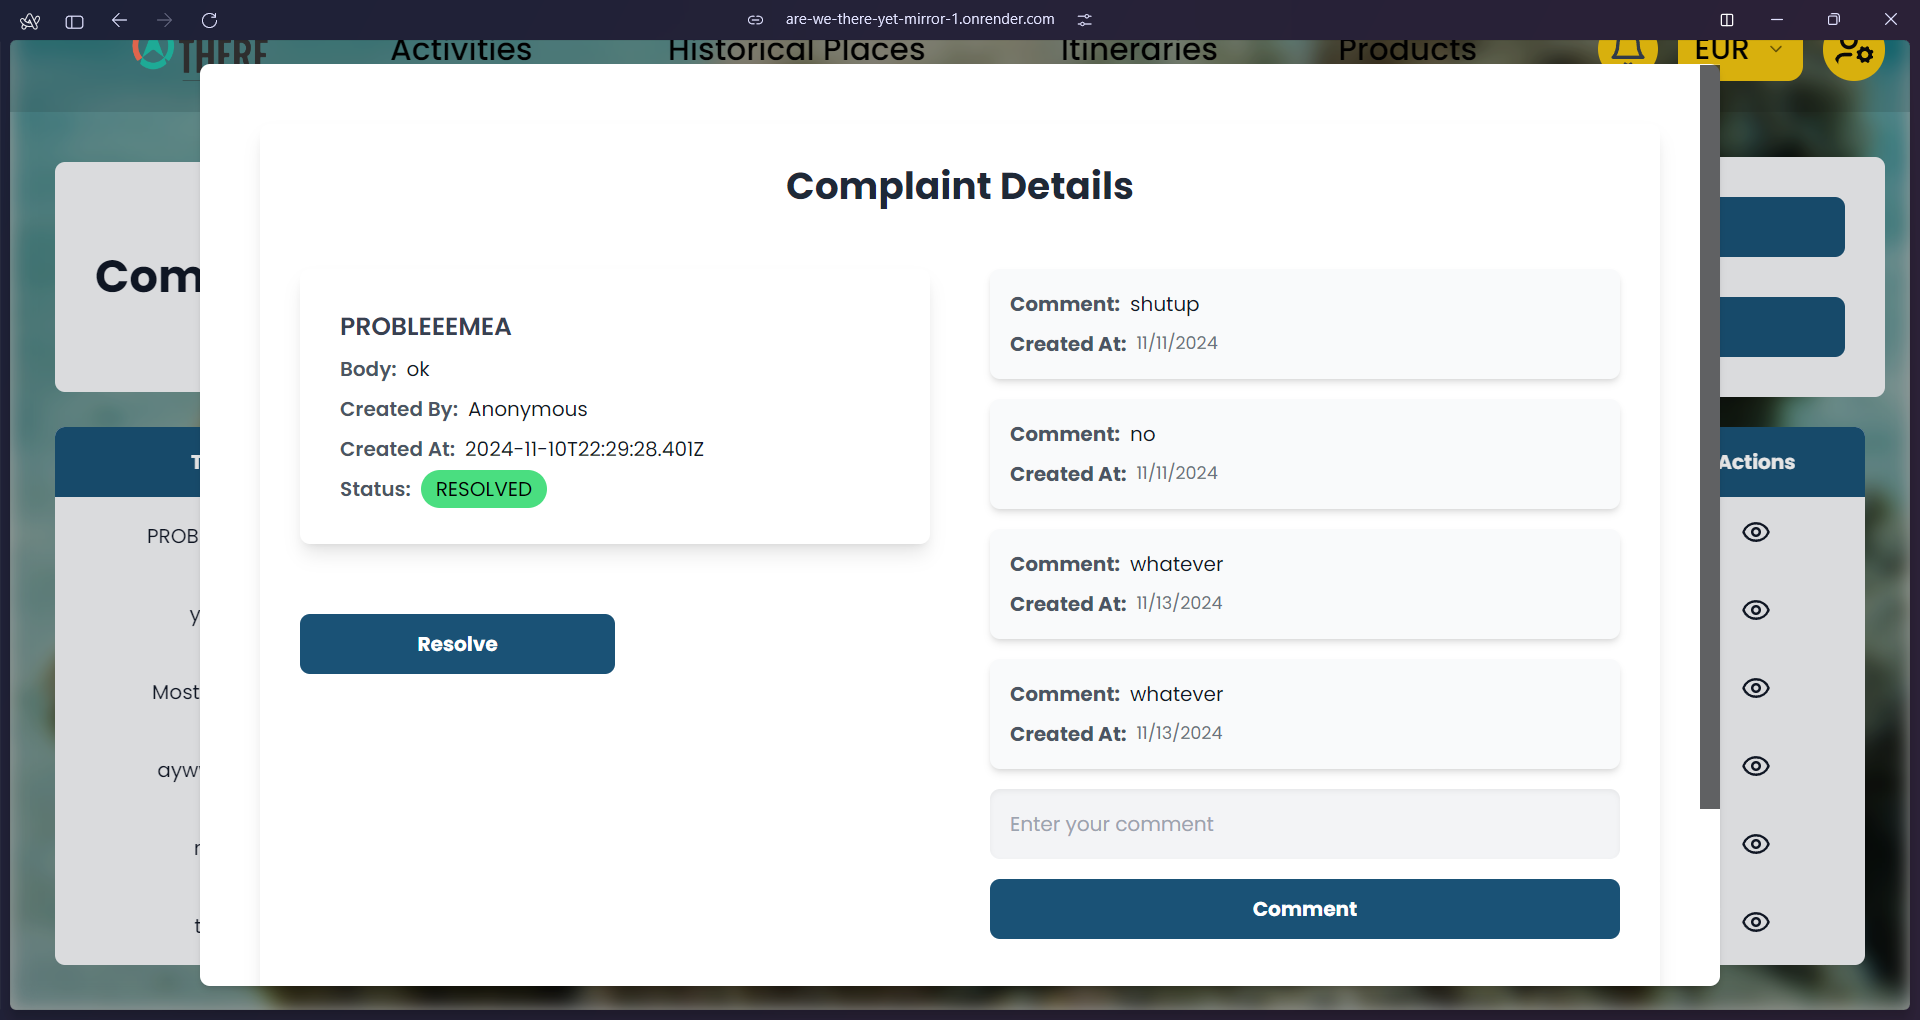 are-we-there-yet-mirror-1.onrender.com
THERE
Activities
Historical Places
Itineraries
Products
EUR
Complaint Details
Com
PROBLEEEMEA
Body: ok
Created By: Anonymous
Created At: 2024-11-10T22:29:28.401Z
Status: RESOLVED
Resolve
Comment: shutup
Created At: 11/11/2024
Comment: no
Created At: 11/11/2024
Comment: whatever
Created At: 11/13/2024
Comment: whatever
Created At: 11/13/2024
Enter your comment
Comment
T
Actions
PROB
y
Most
ayw
t